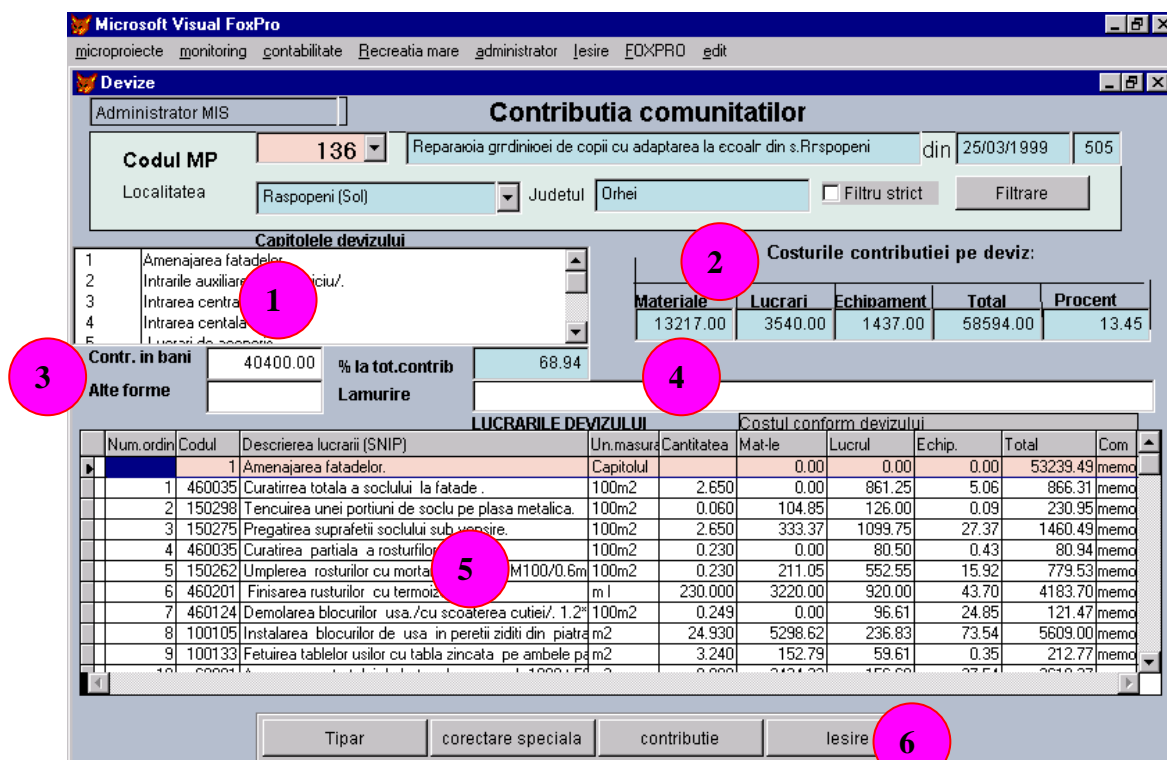 Microsoft Visual FoxPro
microproiecte monitoring contabilitate Recreatia mare administrator Iesire FOXPRO edit
Devize
Administrator MIS
Contributia comunitatilor
Codul MP 136 Reparaюia grгdiniюei de copii cu adaptarea la єcoalг din s.Rгspopeni din 25/03/1999 505
Localitatea Raspopeni (Sol) Judetul Orhei Filtru strict Filtrare
Capitolele devizului
1 Amenajarea fatadelor
2 Intrarile auxiliare iciu/.
3 Intrarea centra
4 Intrarea centala
5 Lucrari de acoperis
1
2
Costurile contributiei pe deviz:
Materiale Lucrari Echipament Total Procent
13217.00 3540.00 1437.00 58594.00 13.45
3
Contr. in bani 40400.00 % la tot.contrib 68.94
4
Alte forme Lamurire
LUCRARILE DEVIZULUI Costul conform devizului
Num.ordin Codul Descrierea lucrarii (SNIP) Un.masura Cantitatea Mat-le Lucrul Echip. Total Com
1 Amenajarea fatadelor. Capitolul 0.00 0.00 0.00 53239.49 memo
1 460035 Curatirrea totala a soclului la fatade . 100m2 2.650 0.00 861.25 5.06 866.31 memo
2 150298 Tencuirea unei portiuni de soclu pe plasa metalica. 100m2 0.060 104.85 126.00 0.09 230.95 memo
3 150275 Pregatirea suprafetii soclului sub vopsire. 100m2 2.650 333.37 1099.75 27.37 1460.49 memo
4 460035 Curatirea partiala a rosturfilor 100m2 0.230 0.00 80.50 0.43 80.94 memo
5 150262 Umplerea rosturilor cu mortar M100/0.6m 100m2 0.230 211.05 552.55 15.92 779.53 memo
5
6 460201 Finisarea rusturilor cu termoiz m l 230.000 3220.00 920.00 43.70 4183.70 memo
7 460124 Demolarea blocurilor usa./cu scoaterea cutiei/. 1.2* 100m2 0.249 0.00 96.61 24.85 121.47 memo
8 100105 Instalarea blocurilor de usa in peretii ziditi din piatra m2 24.930 5298.62 236.83 73.54 5609.00 memo
9 100133 Fetuirea tablelor usilor cu tabla zincata pe ambele pa m2 3.240 152.79 59.61 0.35 212.77 memo
Tipar corectare speciala contributie Iesire
6